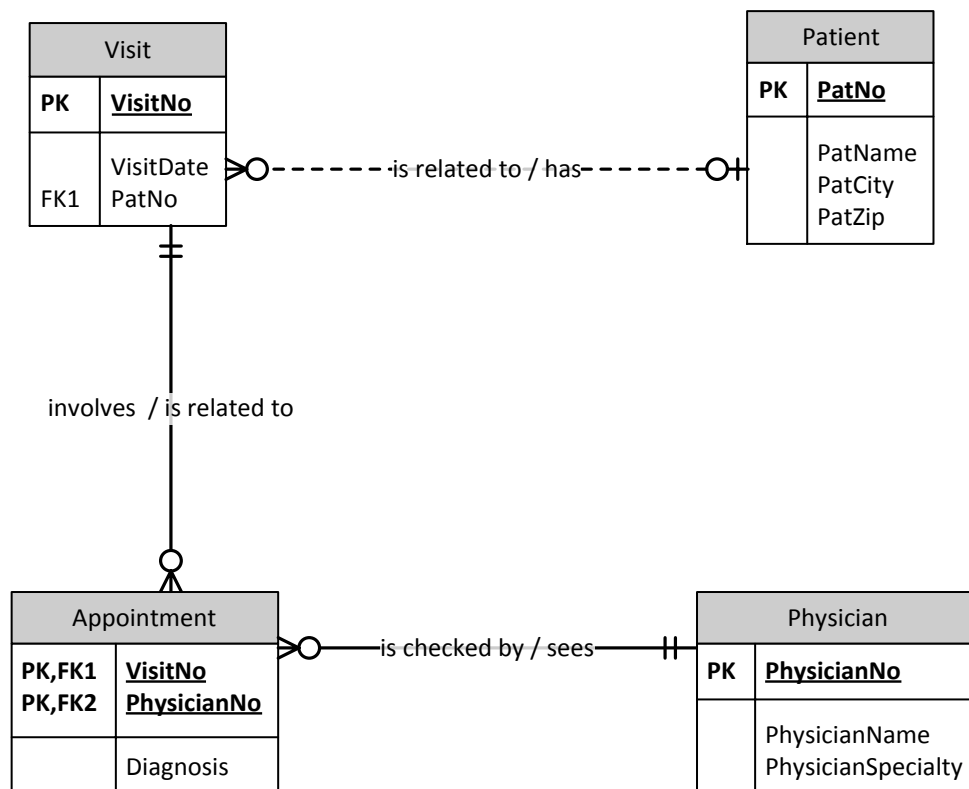 Visit
PK VisitNo
VisitDate
FK1 PatNo
Patient
PK PatNo
PatName
PatCity
PatZip
is related to / has
involves / is related to
Appointment
PK,FK1 VisitNo
PK,FK2 PhysicianNo
Diagnosis
is checked by / sees
Physician
PK PhysicianNo
PhysicianName
PhysicianSpecialty